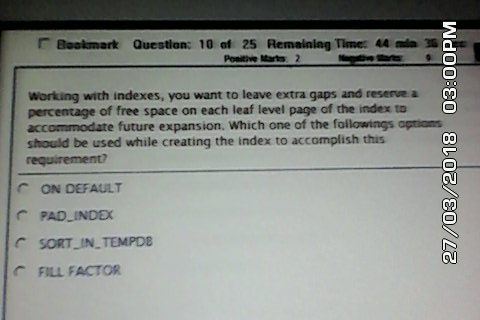 Bookmark Question: 10 of 25 Remaining Time: 44 min 36
Positive Marks: 2 Negative Marks: 0
Working with indexes, you want to leave extra gaps and reserve a
percentage of free space on each leaf level page of the index to
accommodate future expansion. Which one of the followings options
should be used while creating the index to accomplish this
requirement?
ON DEFAULT
PAD_INDEX
SORT_IN_TEMPDB
FILL FACTOR
27/03/2018 03:00PM